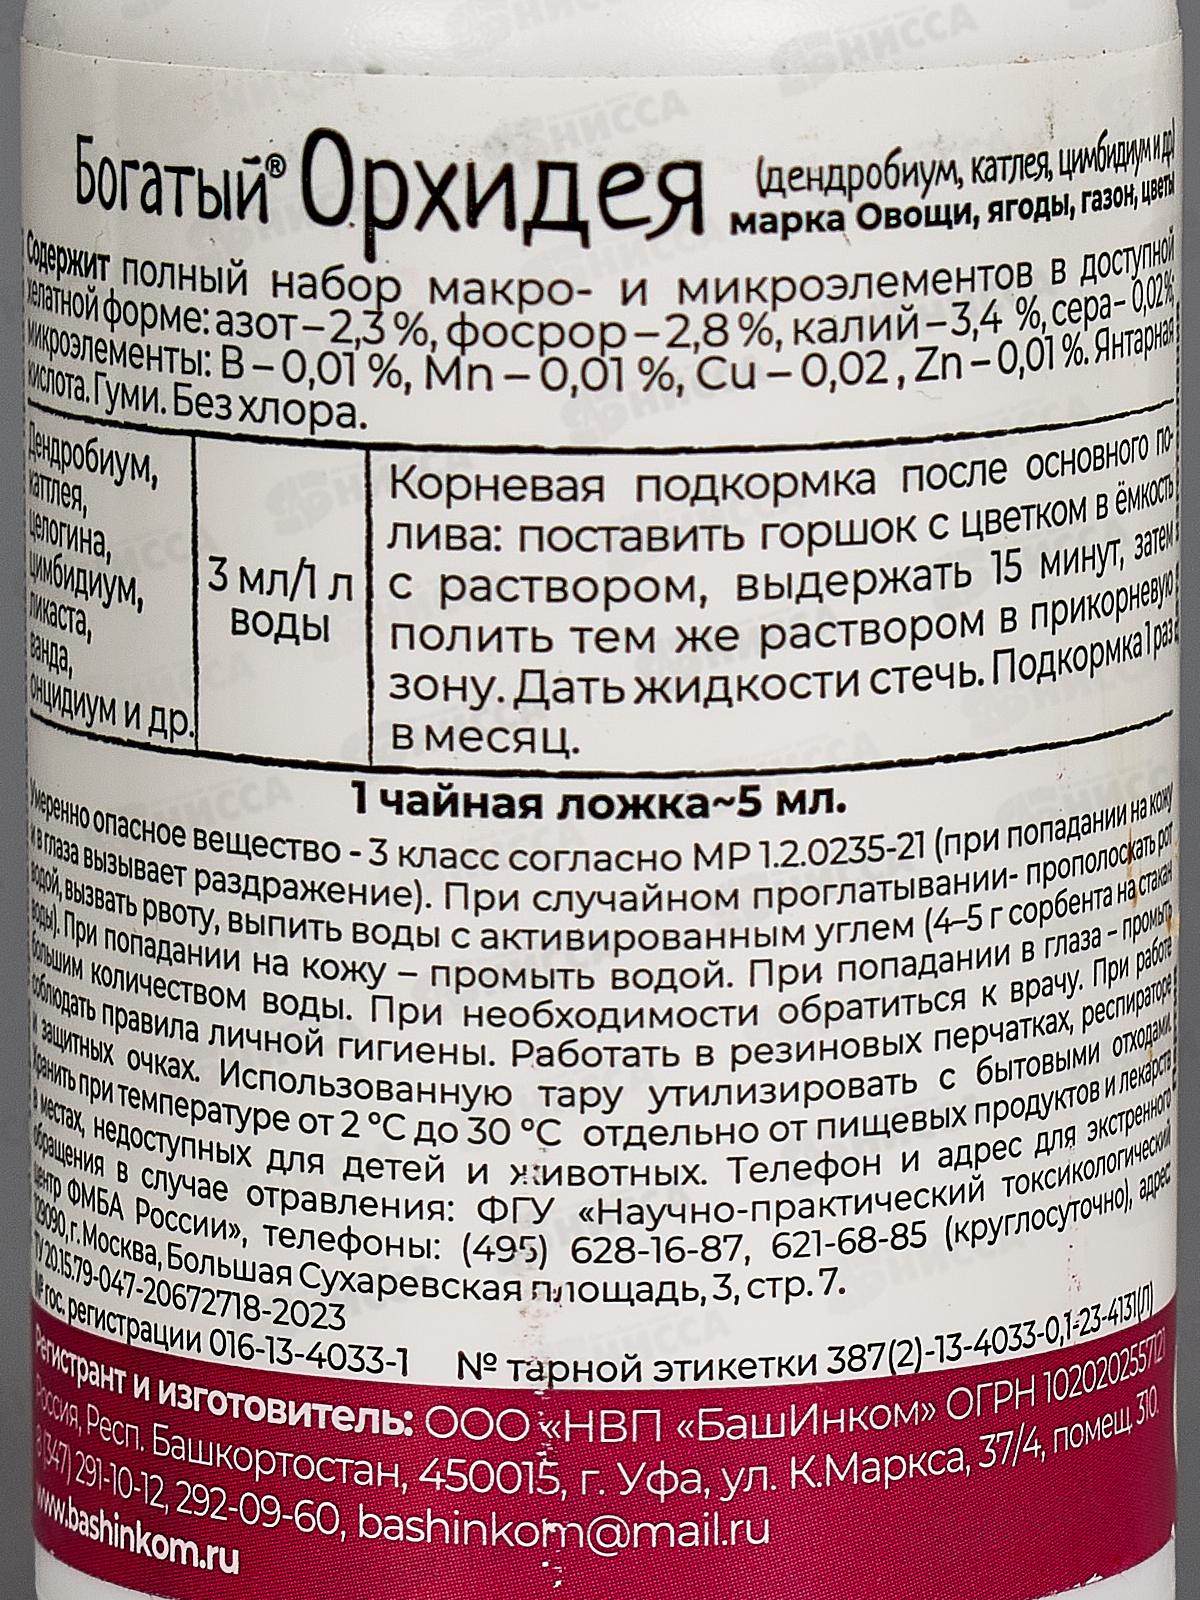 Богатый® Орхидея (дендробиум, катлея, цимбидиум и др.)
марка Овощи, ягоды, газон, цветы
Содержит полный набор макро- и микроэлементов в доступной
хелатной форме: азот – 2,3 %, фосрор – 2,8 %, калий – 3,4 %, сера – 0,02%;
микроэлементы: B – 0,01 %, Mn – 0,01 %, Cu – 0,02 , Zn – 0,01 %. Янтарная
кислота. Гуми. Без хлора.
Дендробиум,
каттлея,
целогина,
цимбидиум,
ликаста,
ванда,
онцидиум и др.
3 мл/1 л
воды
Корневая подкормка после основного по-
лива: поставить горшок с цветком в ёмкость
с раствором, выдержать 15 минут, затем
полить тем же раствором в прикорневую
зону. Дать жидкости стечь. Подкормка 1 раз
в месяц.
1 чайная ложка~5 мл.
Умеренно опасное вещество - 3 класс согласно МР 1.2.0235-21 (при попадании на кожу
и в глаза вызывает раздражение). При случайном проглатывании- прополоскать рот
водой, вызвать рвоту, выпить воды с активированным углем (4–5 г сорбента на стакан
воды). При попадании на кожу – промыть водой. При попадании в глаза – промыть
большим количеством воды. При необходимости обратиться к врачу. При работе
соблюдать правила личной гигиены. Работать в резиновых перчатках, респираторе
и защитных очках. Использованную тару утилизировать с бытовыми отходами.
Хранить при температуре от 2 °С до 30 °С отдельно от пищевых продуктов и лекарств
в местах, недоступных для детей и животных. Телефон и адрес для экстренного
обращения в случае отравления: ФГУ «Научно-практический токсикологический
центр ФМБА России», телефоны: (495) 628-16-87, 621-68-85 (круглосуточно), адрес:
129090, г. Москва, Большая Сухаревская площадь, 3, стр. 7.
ТУ 20.15.79-047-20672718-2023
№ гос. регистрации 016-13-4033-1 № тарной этикетки 387(2)-13-4033-0,1-23-4131(Л)
Регистрант и изготовитель: ООО «НВП «БашИнком» ОГРН 1020202557121
Россия, Респ. Башкортостан, 450015, г. Уфа, ул. К.Маркса, 37/4, помещ 310.
8 (347) 291-10-12, 292-09-60, bashinkom@mail.ru
www.bashinkom.ru